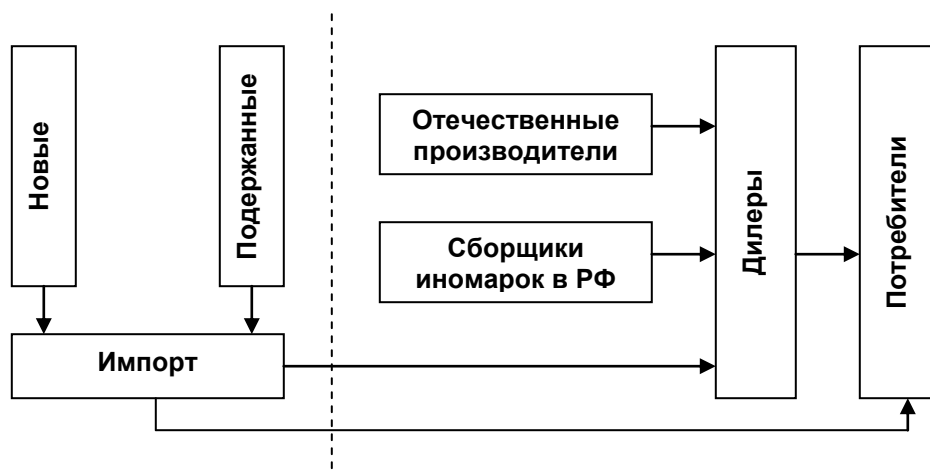 Новые
Подержанные
Импорт
Отечественные
производители
Сборщики
иномарок в РФ
Дилеры
Потребители